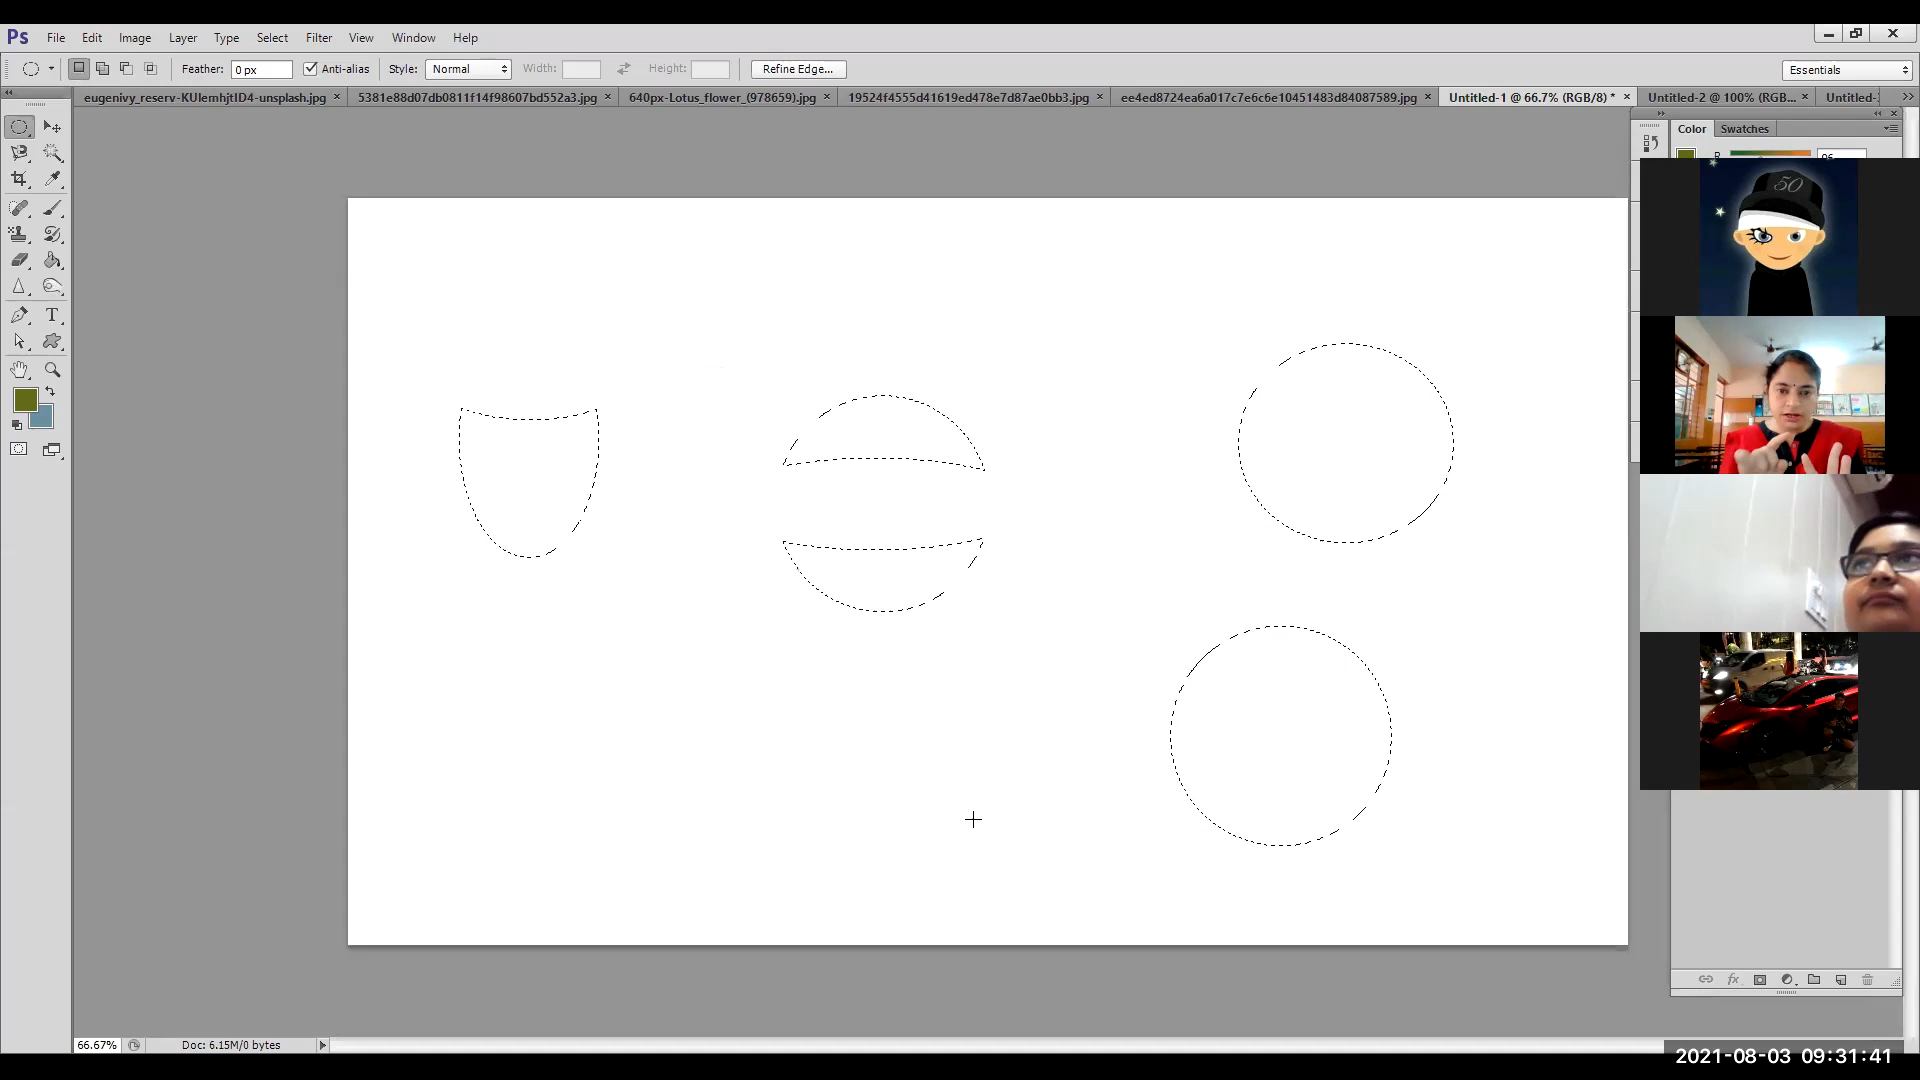 Ps File Edit Image Layer Type Select Filter View Window Help
Feather: 0 px Anti-alias Style: Normal Width: Height: Refine Edge... Essentials
eugenivy_reserv-KUIemhjtID4-unsplash.jpg × 5381e88d07db0811f14f98607bd552a3.jpg × 640px-Lotus_flower_(978659).jpg × 19524f4555d41619ed478e7d87ae0bb3.jpg × ee4ed8724ea6a017c7e6c6e10451483d84087589.jpg × Untitled-1 @ 66.7% (RGB/8) * × Untitled-2 @ 100% (RGB... × Untitled-
Color Swatches
R
50
T
fx
66.67% Doc: 6.15M/0 bytes
2021-08-03 09:31:41